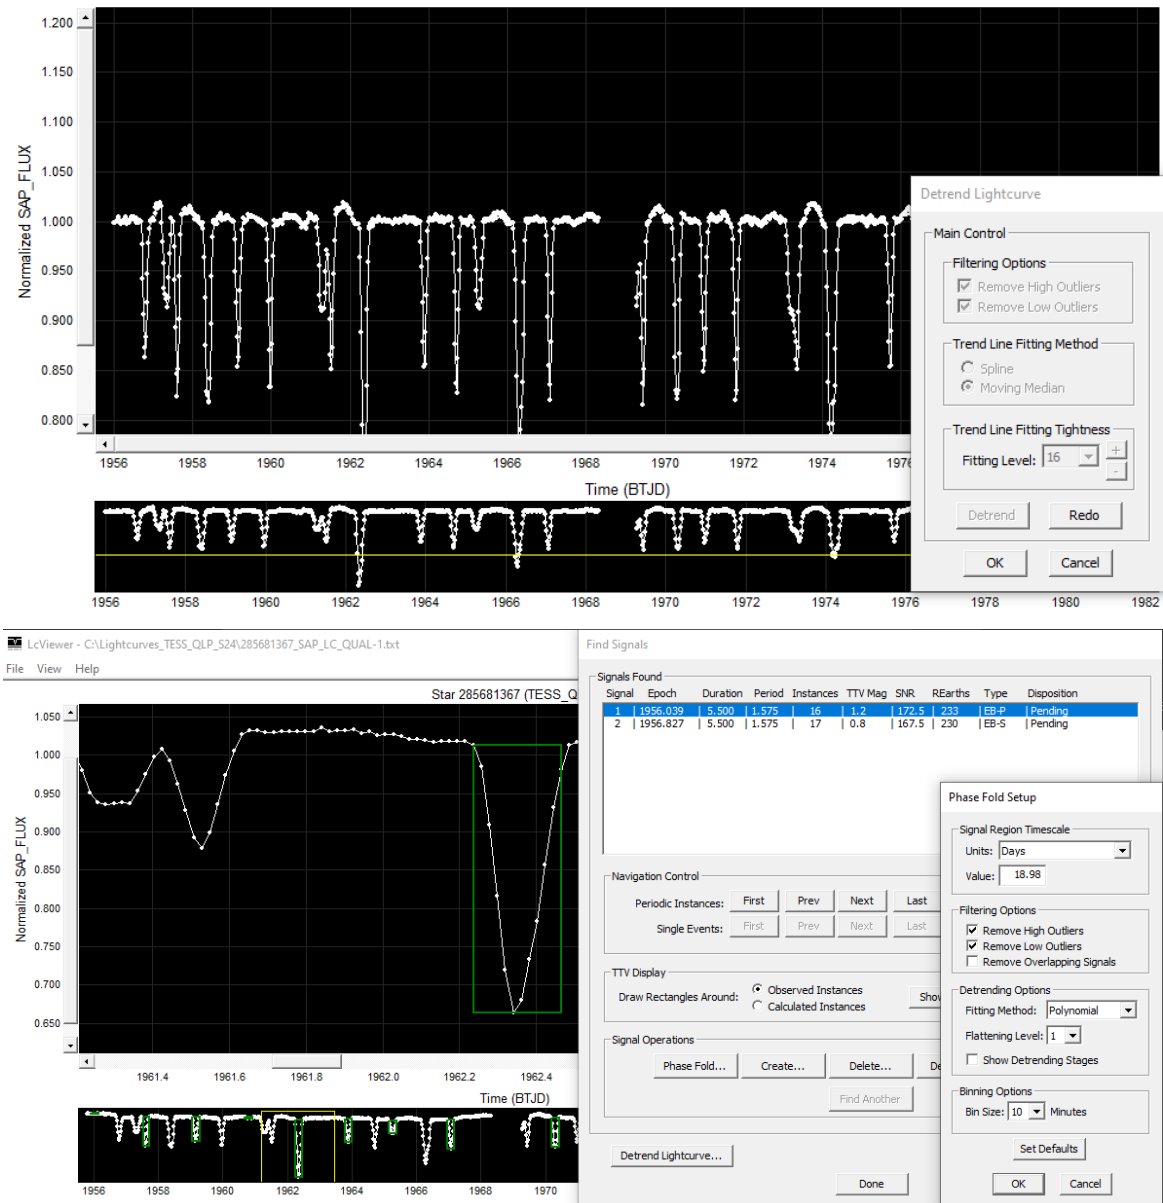 1.200
1.150
1.100
1.050
1.000
0.950
0.900
0.850
0.800
Normalized SAP_FLUX
1956 1958 1960 1962 1964 1966 1968 1970 1972 1974 1976
Time (BTJD)
1956 1958 1960 1962 1964 1966 1968 1970 1972 1974 1976 1978 1980 1982
Detrend Lightcurve
Main Control
Filtering Options
Remove High Outliers
Remove Low Outliers
Trend Line Fitting Method
Spline
Moving Median
Trend Line Fitting Tightness
Fitting Level: 16 + -
Detrend Redo
OK Cancel
LcViewer - C:\Lightcurves_TESS_QLP_S24\285681367_SAP_LC_QUAL-1.txt
File View Help
Star 285681367 (TESS_Q
1.050
1.000
0.950
0.900
0.850
0.800
0.750
0.700
0.650
Normalized SAP_FLUX
1961.4 1961.6 1961.8 1962.0 1962.2 1962.4
Time (BTJD)
1956 1958 1960 1962 1964 1966 1968 1970
Find Signals
Signals Found
Signal Epoch Duration Period Instances TTV Mag SNR REarths Type Disposition
1 | 1956.039 | 5.500 | 1.575 | 16 | 1.2 | 172.5 | 233 | EB-P | Pending
2 | 1956.827 | 5.500 | 1.575 | 17 | 0.8 | 167.5 | 230 | EB-S | Pending
Navigation Control
Periodic Instances: First Prev Next Last
Single Events: First Prev Next Last
TTV Display
Draw Rectangles Around: Observed Instances
Calculated Instances
Show
Signal Operations
Phase Fold... Create... Delete... De
Find Another
Detrend Lightcurve...
Done
Phase Fold Setup
Signal Region Timescale
Units: Days
Value: 18.98
Filtering Options
Remove High Outliers
Remove Low Outliers
Remove Overlapping Signals
Detrending Options
Fitting Method: Polynomial
Flattening Level: 1
Show Detrending Stages
Binning Options
Bin Size: 10 Minutes
Set Defaults
OK Cancel